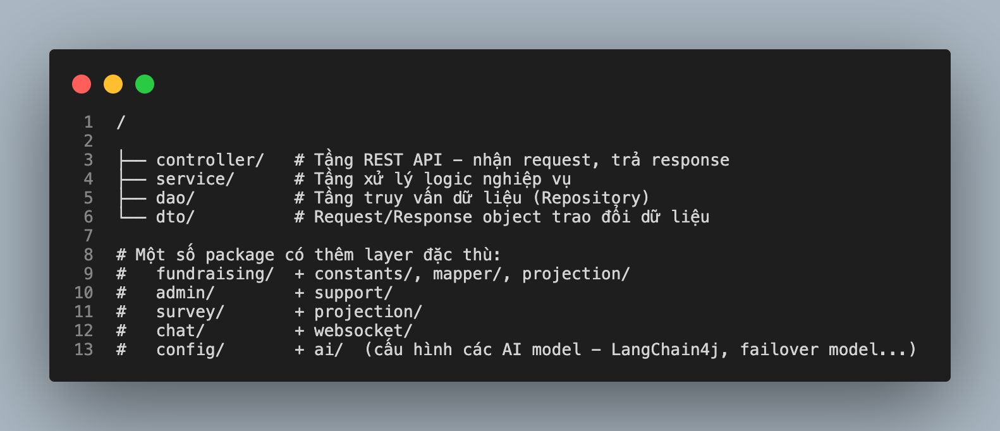 1 /
2
3 ├── controller/   # Tầng REST API – nhận request, trả response
4 ├── service/      # Tầng xử lý logic nghiệp vụ
5 ├── dao/          # Tầng truy vấn dữ liệu (Repository)
6 └── dto/          # Request/Response object trao đổi dữ liệu
7
8 # Một số package có thêm layer đặc thù:
9 #   fundraising/  + constants/, mapper/, projection/
10 #   admin/        + support/
11 #   survey/       + projection/
12 #   chat/         + websocket/
13 #   config/       + ai/  (cấu hình các AI model – LangChain4j, failover model...)